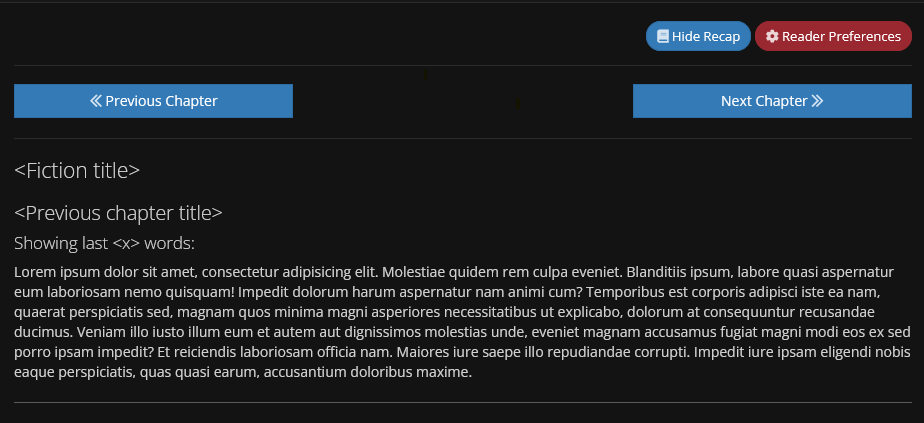 Hide Recap Reader Preferences
Previous Chapter Next Chapter
<Fiction title>
<Previous chapter title>
Showing last <x> words:
Lorem ipsum dolor sit amet, consectetur adipisicing elit. Molestiae quidem rem culpa eveniet. Blanditiis ipsum, labore quasi aspernatur
eum laboriosam nemo quisquam! Impedit dolorum harum aspernatur nam animi cum? Temporibus est corporis adipisci iste ea nam,
quaerat perspiciatis sed, magnam quos minima magni asperiores necessitatibus ut explicabo, dolorum at consequuntur recusandae
ducimus. Veniam illo iusto illum eum et autem aut dignissimos molestias unde, eveniet magnam accusamus fugiat magni modi eos ex sed
porro ipsam impedit? Et reiciendis laboriosam officia nam. Maiores iure saepe illo repudiandae corrupti. Impedit iure ipsam eligendi nobis
eaque perspiciatis, quas quasi earum, accusantium doloribus maxime.